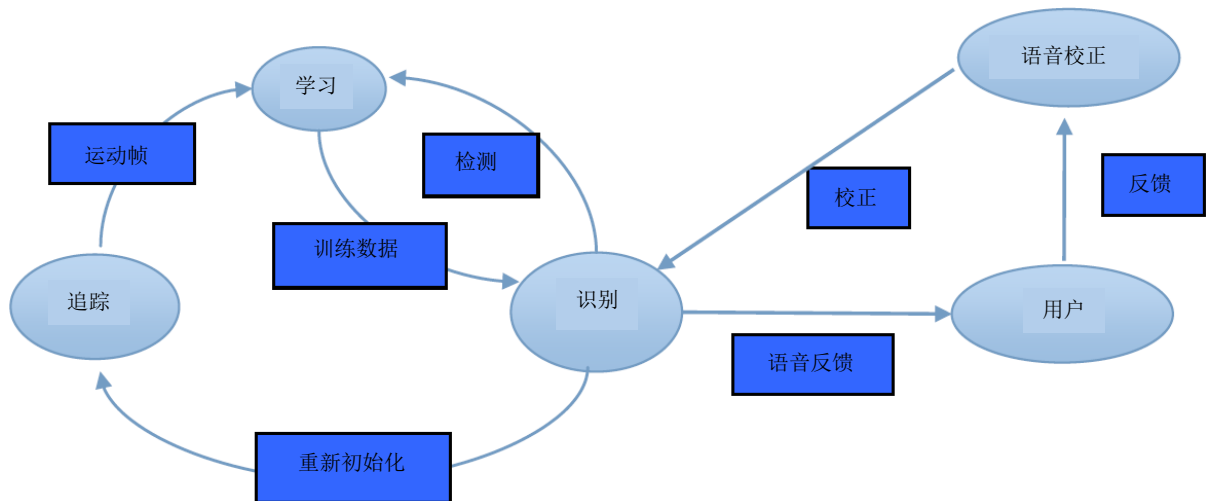 语音校正
学习
运动帧
检测
反馈
校正
训练数据
追踪
识别
用户
语音反馈
重新初始化